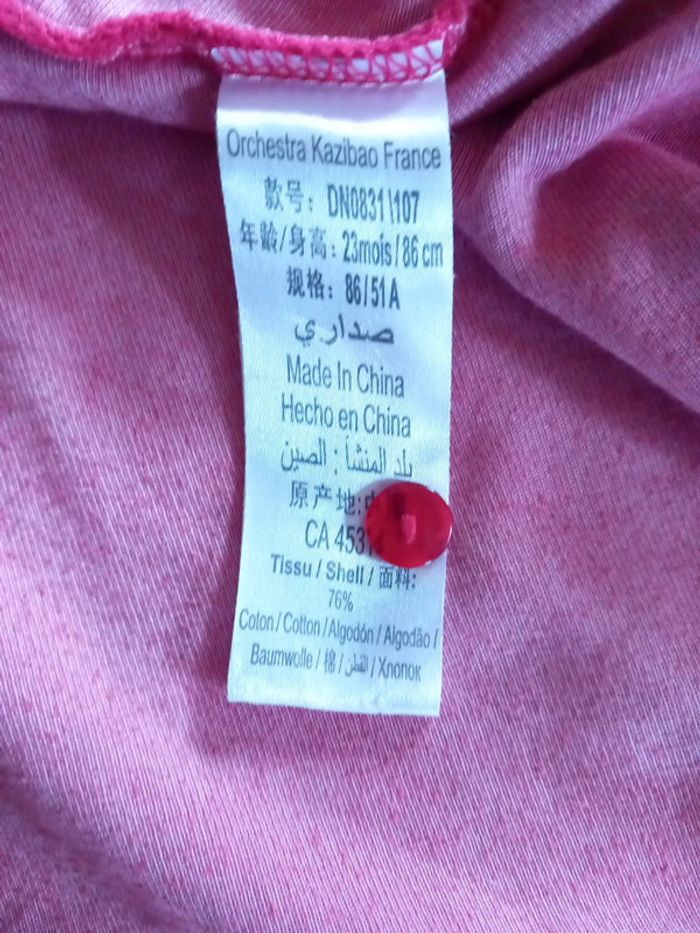 Orchestra Kazibao France
款号: DN0831\107
年龄/身高: 23mois/86 cm
规格: 86/51A
صداري
Made In China
Hecho en China
بلد المنشأ : الصين
原产地:
CA 453
Tissu / Shell / 面料:
76%
Coton / Cotton / Algodón / Algodão /
Baumwolle / 棉 / القطن / Хлопок